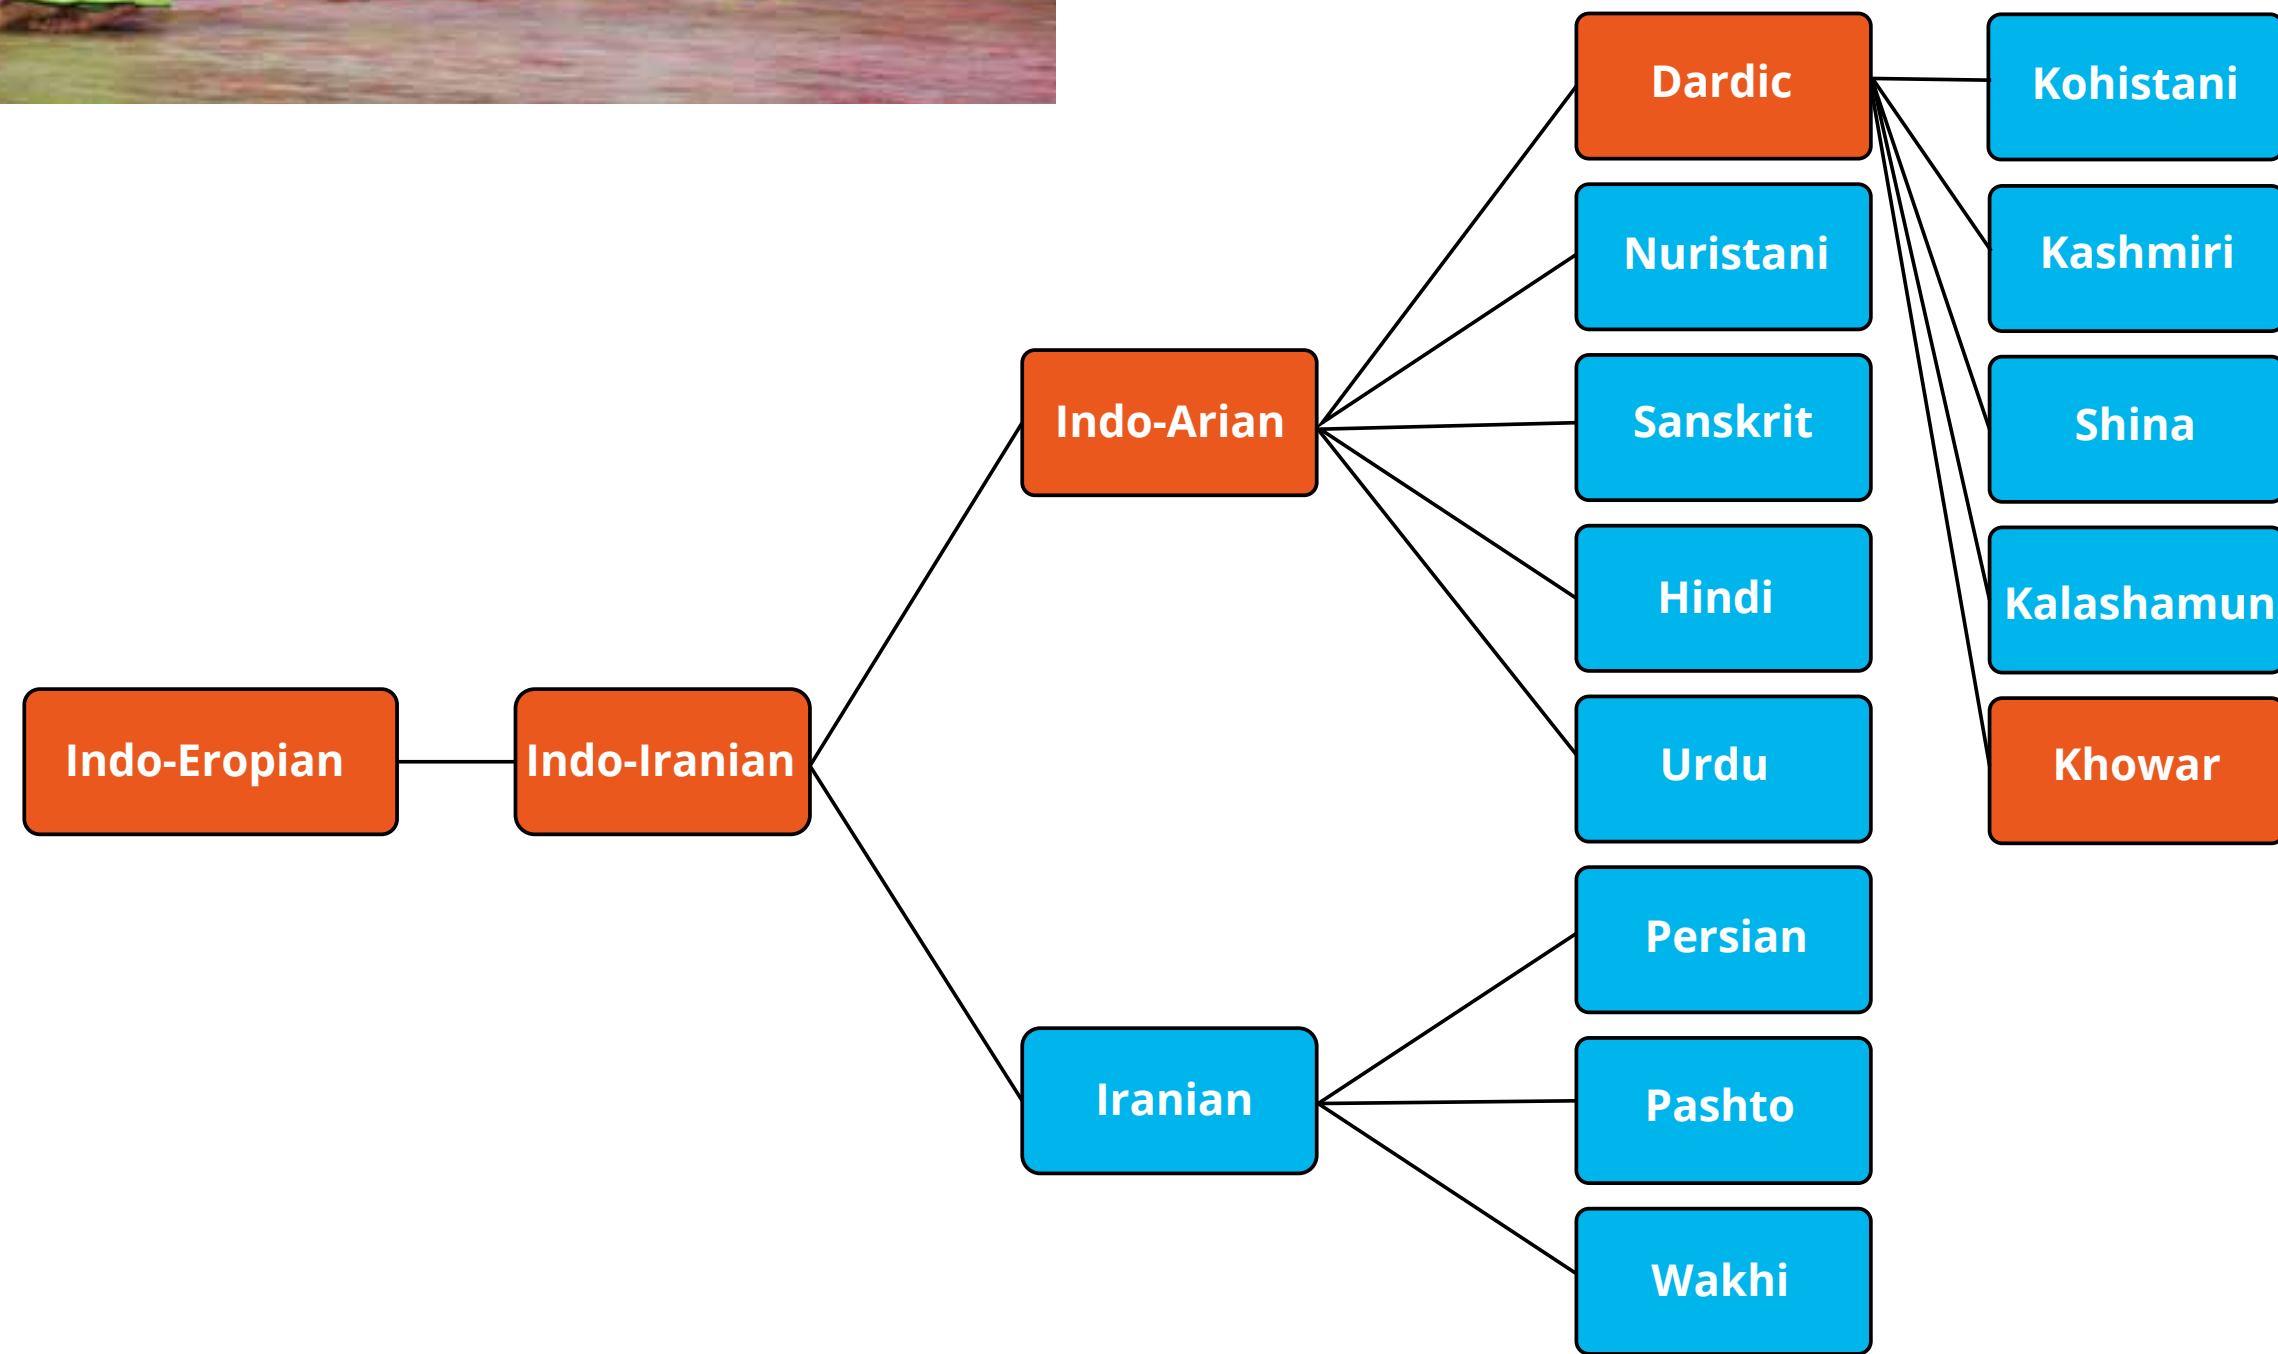 Indo-Eropian
Indo-Iranian
Indo-Arian
Iranian
Dardic
Nuristani
Sanskrit
Hindi
Urdu
Persian
Pashto
Wakhi
Kohistani
Kashmiri
Shina
Kalashamun
Khowar